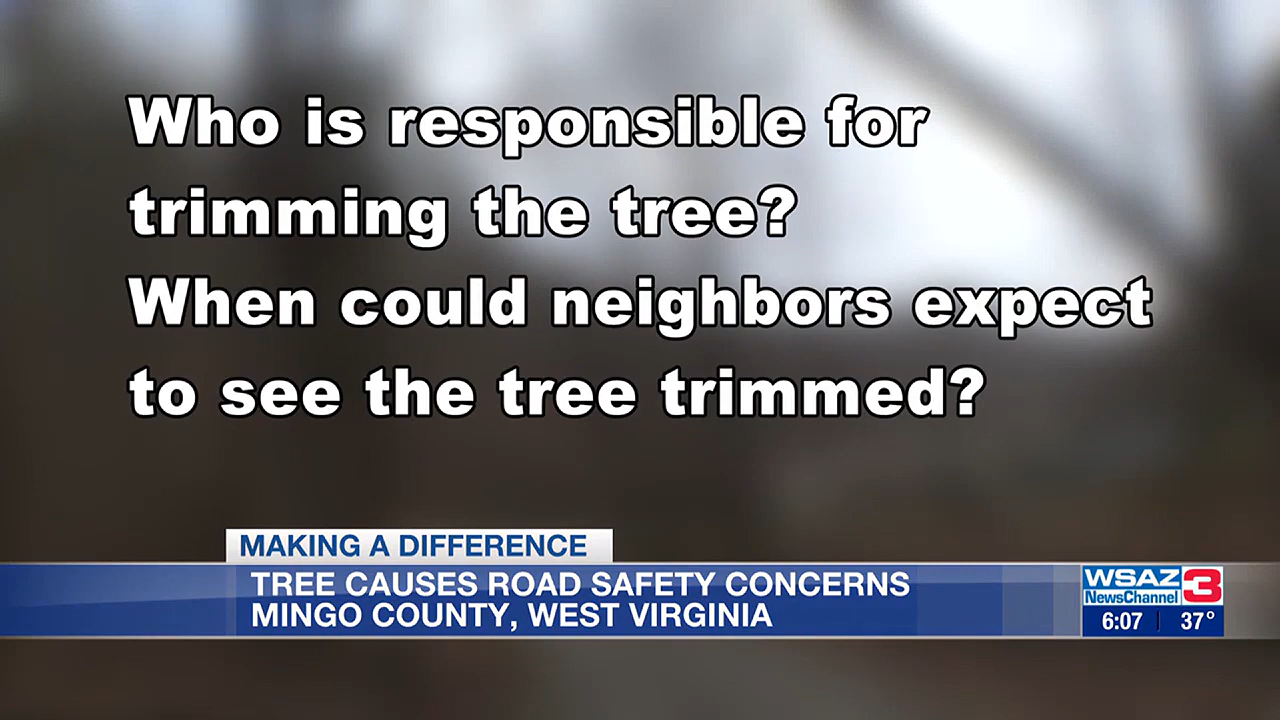 Who is responsible for
trimming the tree?
When could neighbors expect
to see the tree trimmed?
MAKING A DIFFERENCE
TREE CAUSES ROAD SAFETY CONCERNS
MINGO COUNTY, WEST VIRGINIA
WSAZ 3
NewsChannel
6:07 | 37°